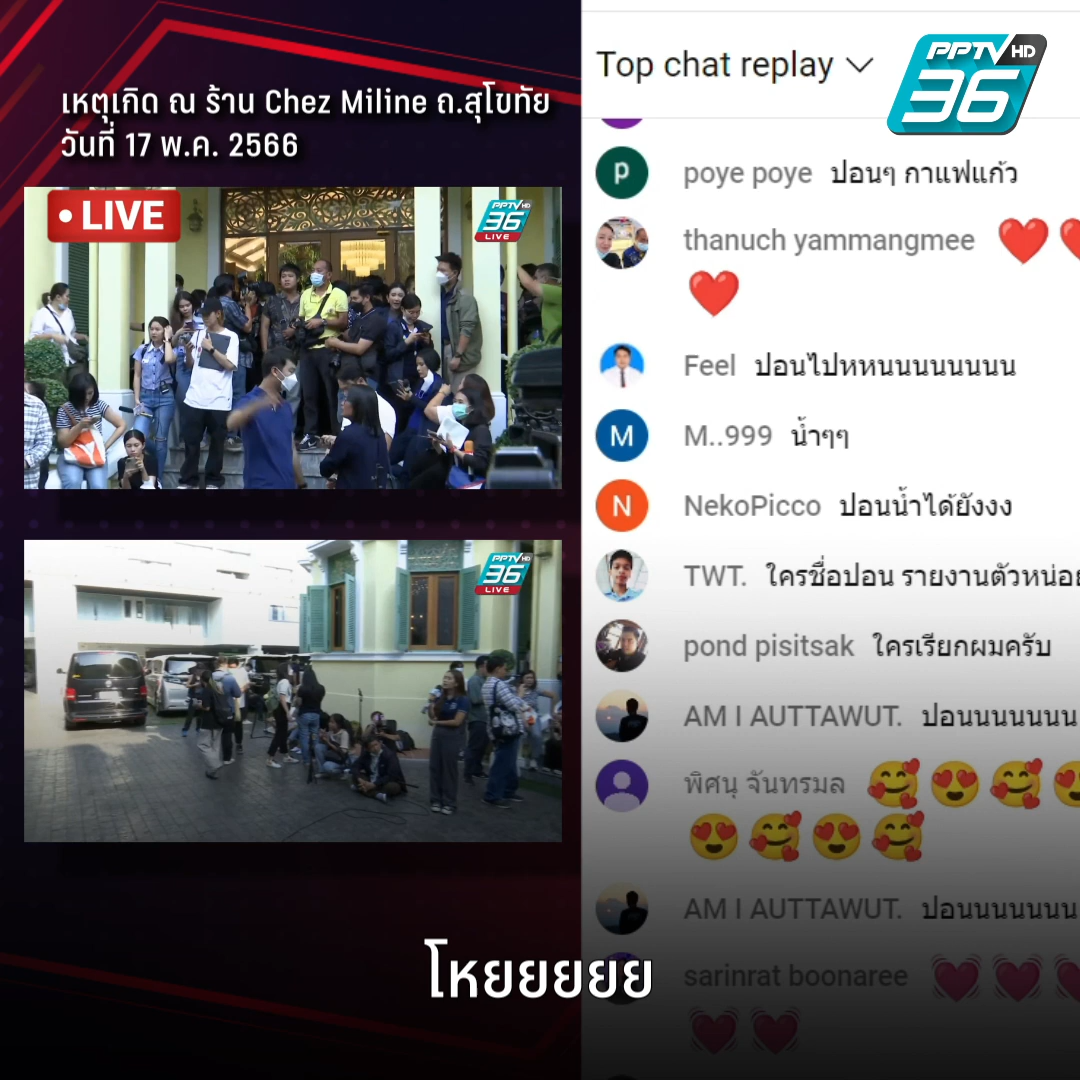 เหตุเกิด ณ ร้าน Chez Miline ถ.สุโขทัย
วันที่ 17 พ.ค. 2566
• LIVE
PPTV HD
36
LIVE
PPTV HD
36
LIVE
โหยยยยย
Top chat replay
PPTV HD
36
p
poye poye ปอนๆ กาแฟแก้ว
thanuch yammangmee
Feel ปอนไปหหนนนนนนนน
M
M..999 น้ำๆๆ
N
NekoPicco ปอนน้ำได้ยังงง
TWT. ใครชื่อปอน รายงานตัวหน่อย
pond pisitsak ใครเรียกผมครับ
AM I AUTTAWUT. ปอนนนนนนน
พิศนุ จันทรมล
AM I AUTTAWUT. ปอนนนนนนน
sarinrat boonaree